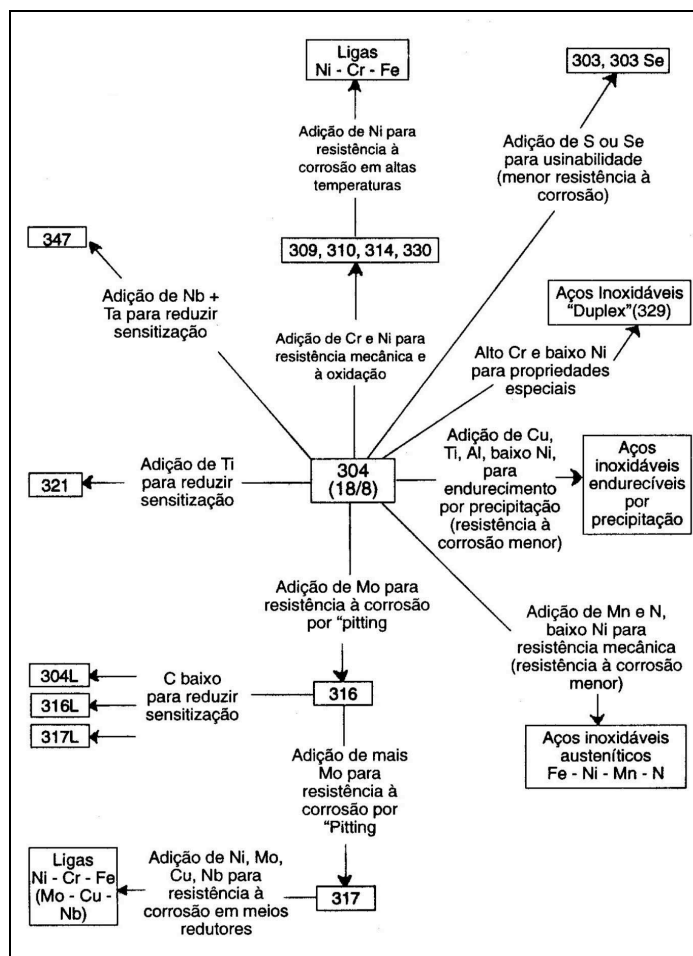 Ligas
Ni - Cr - Fe
303, 303 Se
Adição de Ni para
resistência à
corrosão em altas
temperaturas
Adição de S ou Se
para usinabilidade
(menor resistência à
corrosão)
347
309, 310, 314, 330
Adição de Nb +
Ta para reduzir
sensitização
Adição de Cr e Ni para
resistência mecânica e
à oxidação
Aços Inoxidáveis
"Duplex"(329)
Alto Cr e baixo Ni
para propriedades
especiais
321
Adição de Ti
para reduzir
sensitização
304
(18/8)
Adição de Cu,
Ti, Al, baixo Ni,
para
endurecimento
por precipitação
(resistência à
corrosão menor)
Aços
inoxidáveis
endurecíveis
por
precipitação
Adição de Mo para
resistência à corrosão
por "pitting
Adição de Mn e N,
baixo Ni para
resistência mecânica
(resistência à corrosão
menor)
304L
316L
317L
C baixo
para reduzir
sensitização
316
Aços inoxidáveis
austeníticos
Fe - Ni - Mn - N
Adição de mais
Mo para
resistência à
corrosão por
"Pitting
Ligas
Ni - Cr - Fe
(Mo - Cu -
Nb)
Adição de Ni, Mo,
Cu, Nb para
resistência à
corrosão em meios
redutores
317